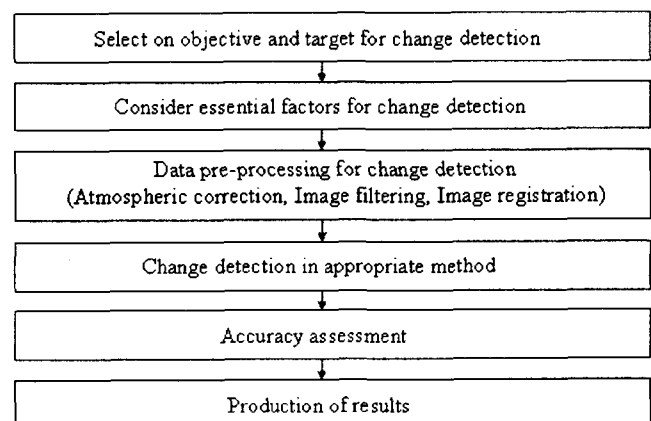 Select on objective and target for change detection
Consider essential factors for change detection
Data pre-processing for change detection
(Atmospheric correction, Image filtering, Image registration)
Change detection in appropriate method
Accuracy assessment
Production of results